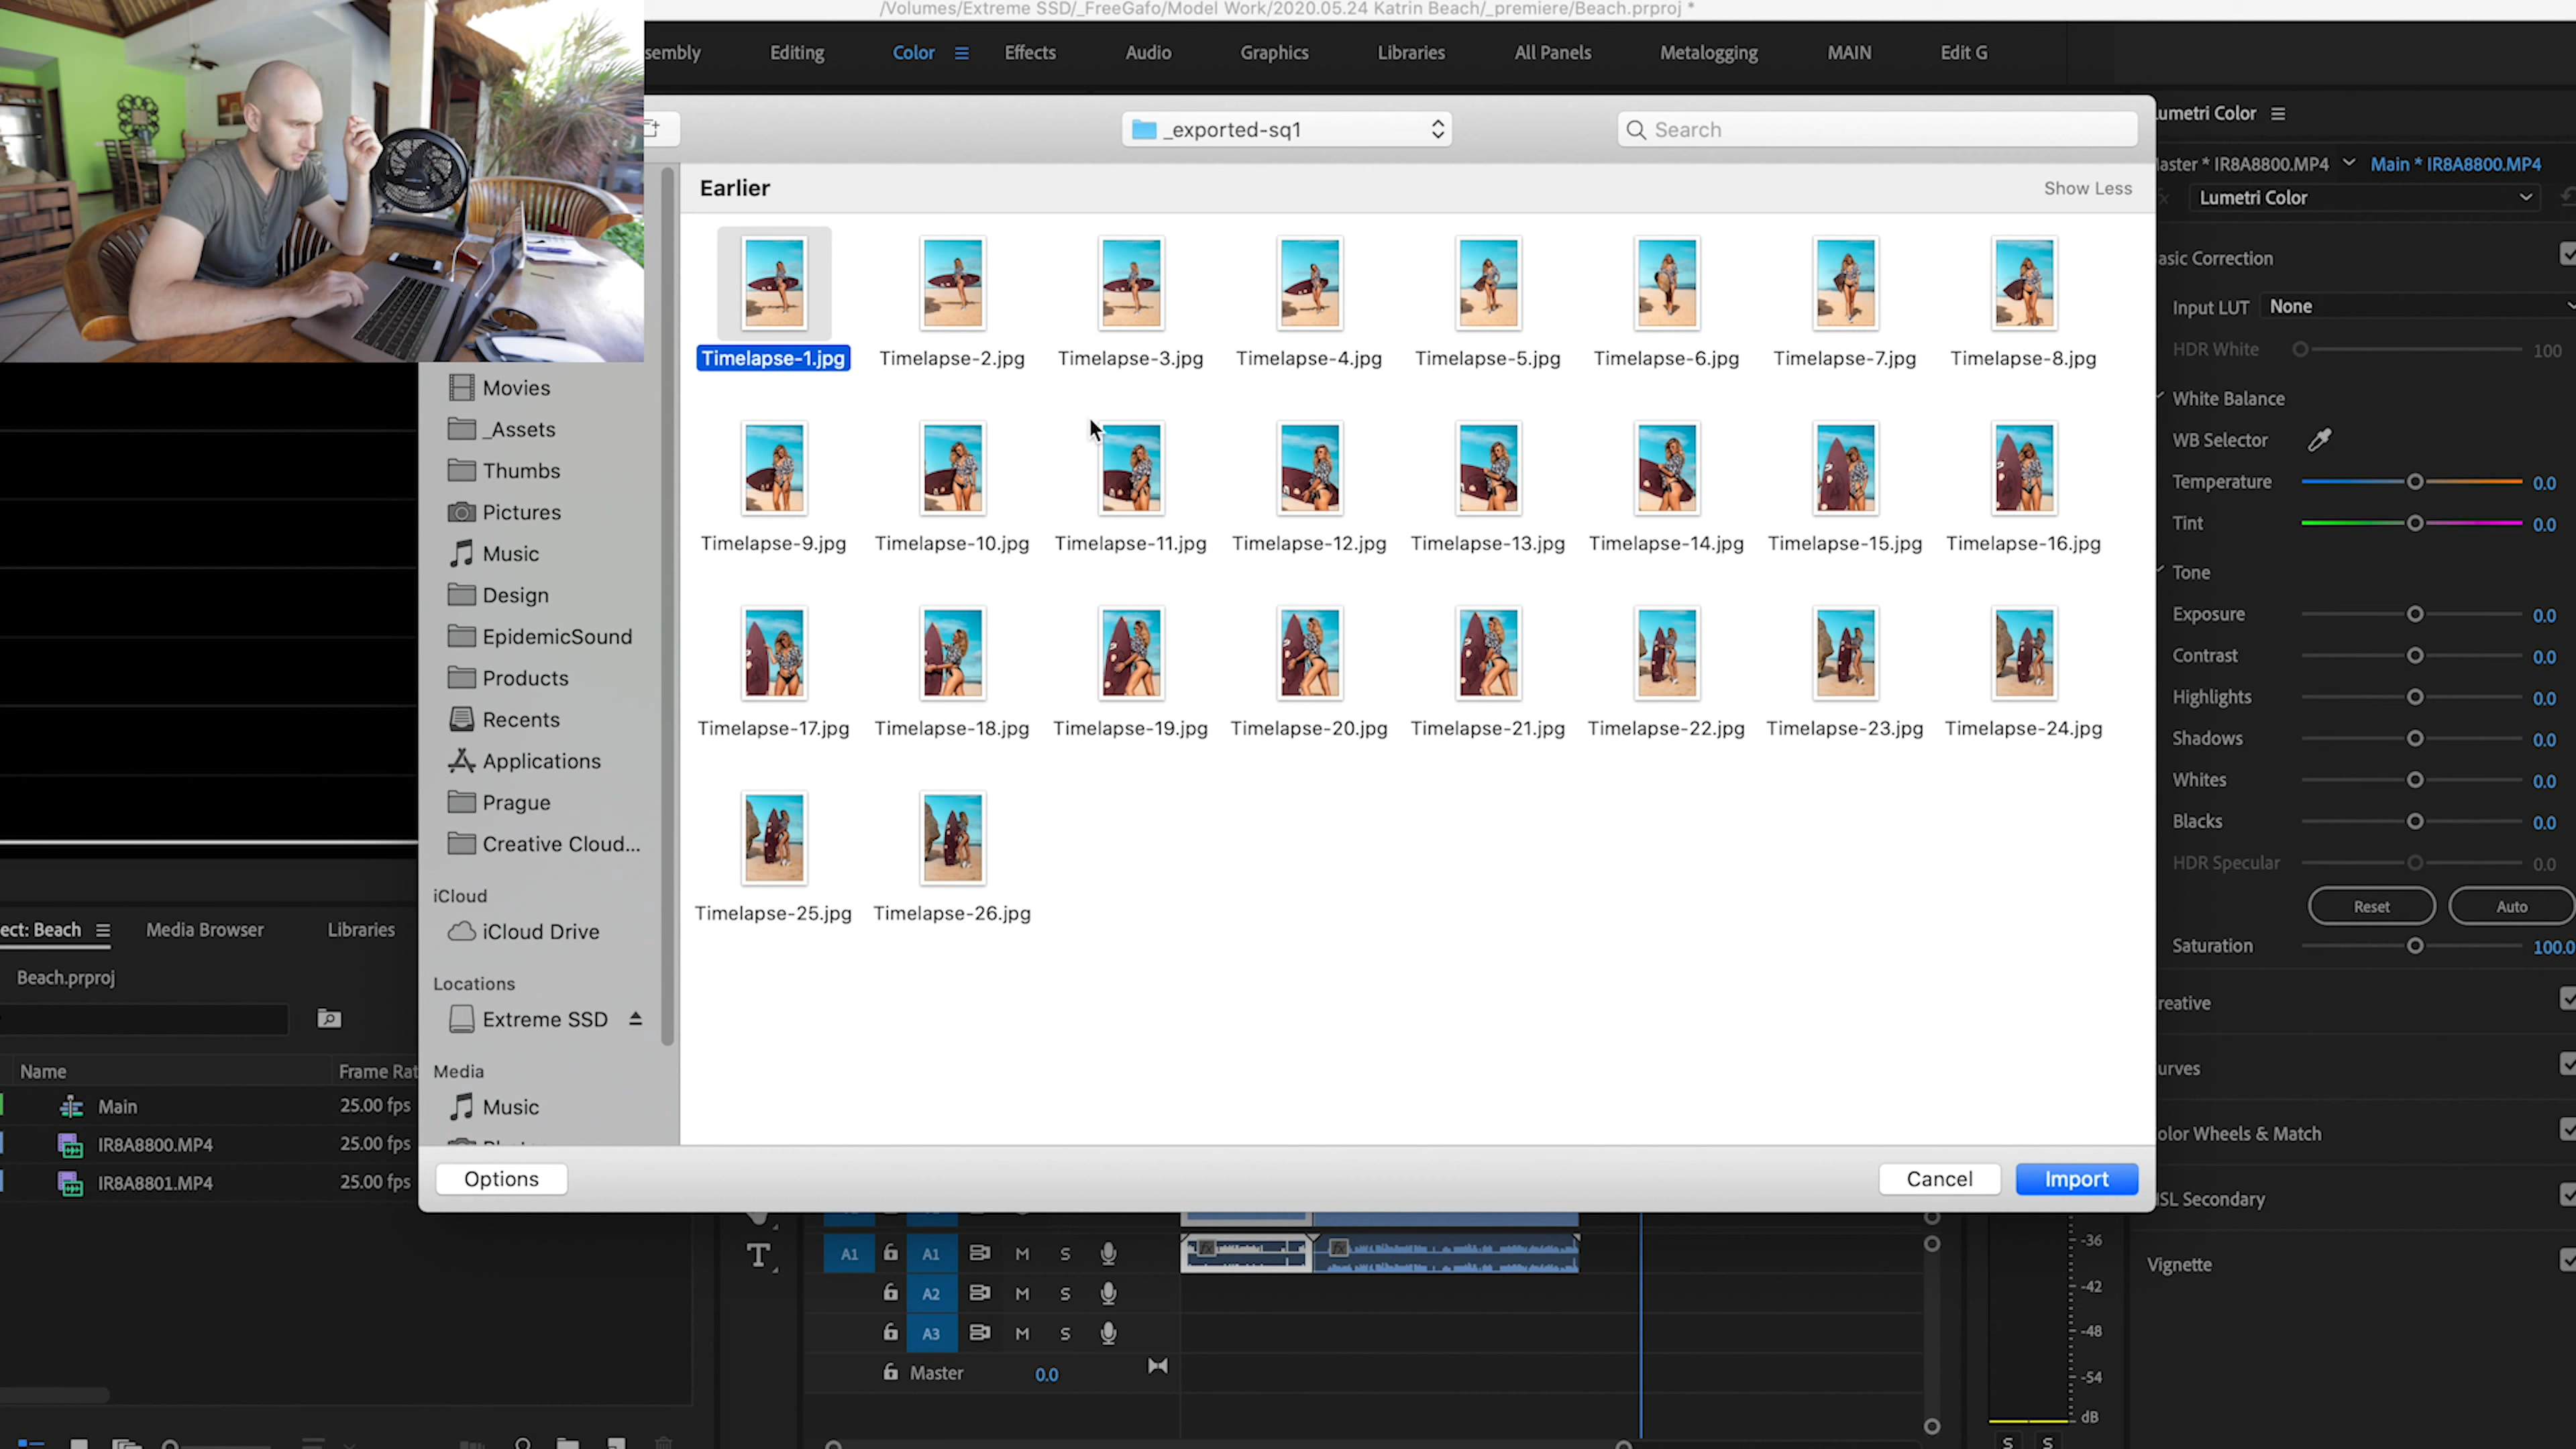 /Volumes/Extreme SSD/_FreeGafo/Model Work/2020.05.24 Katrin Beach/_premiere/Beach.prproj *
sembly Editing Color Effects Audio Graphics Libraries All Panels Metalogging MAIN Edit G
_exported-sq1
Search
Earlier
Show Less
Timelapse-1.jpg Timelapse-2.jpg Timelapse-3.jpg Timelapse-4.jpg Timelapse-5.jpg Timelapse-6.jpg Timelapse-7.jpg Timelapse-8.jpg
Timelapse-9.jpg Timelapse-10.jpg Timelapse-11.jpg Timelapse-12.jpg Timelapse-13.jpg Timelapse-14.jpg Timelapse-15.jpg Timelapse-16.jpg
Timelapse-17.jpg Timelapse-18.jpg Timelapse-19.jpg Timelapse-20.jpg Timelapse-21.jpg Timelapse-22.jpg Timelapse-23.jpg Timelapse-24.jpg
Timelapse-25.jpg Timelapse-26.jpg
Movies
_Assets
Thumbs
Pictures
Music
Design
EpidemicSound
Products
Recents
Applications
Prague
Creative Cloud...
iCloud
iCloud Drive
Locations
Extreme SSD
Media
Music
Options
Cancel
Import
umetri Color
aster * IR8A8800.MP4 Main * IR8A8800.MP4
Lumetri Color
asic Correction
Input LUT None
HDR White 100
White Balance
WB Selector
Temperature 0.0
Tint 0.0
Tone
Exposure 0.0
Contrast 0.0
Highlights 0.0
Shadows 0.0
Whites 0.0
Blacks 0.0
HDR Specular 0.0
Reset Auto
Saturation 100.0
reative
urves
olor Wheels & Match
SL Secondary
Vignette
ect: Beach Media Browser Libraries
Beach.prproj
Name Frame Rat
Main 25.00 fps
IR8A8800.MP4 25.00 fps
IR8A8801.MP4 25.00 fps
T
A1 A1 M S
fx fx
A2 M S
A3 M S
Master 0.0
-36
-42
-48
-54
dB
S S